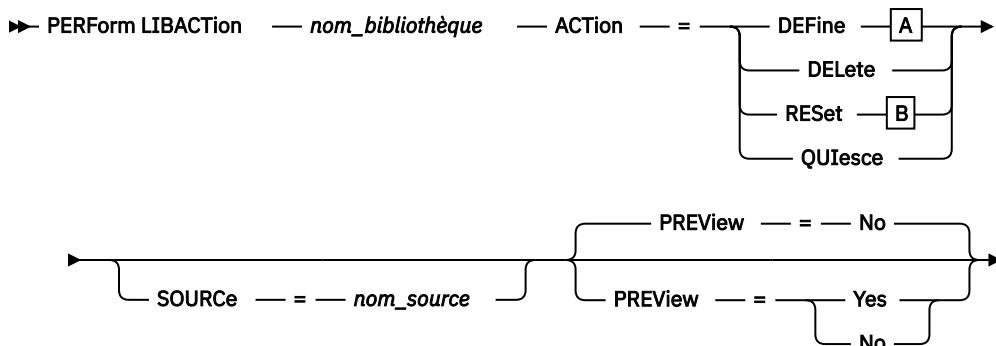 PERForm LIBACTion nom_bibliothèque ACTion = DEFine A
DELete
RESet B
QUIesce
PREView = No
SOURCe = nom_source PREView = Yes
No